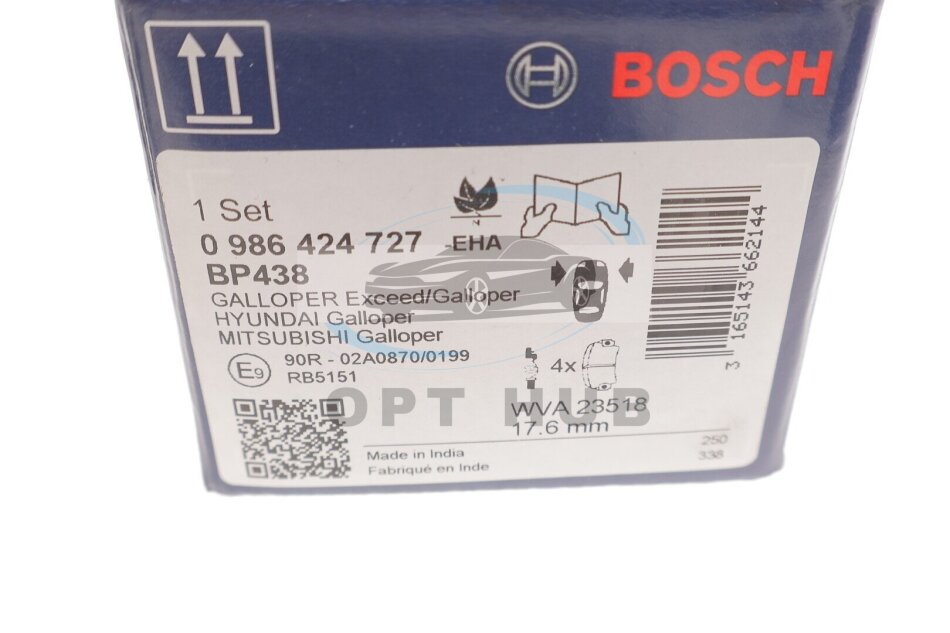 BOSCH
1 Set
0 986 424 727
EHA
BP438
GALLOPER Exceed/Galloper
HYUNDAI Galloper
MITSUBISHI Galloper
E9
90R - 02A0870/0199
RB5151
4x
WVA 23518
17.6 mm
OPT HUB
Made in India
Fabriqué en Inde
250
338
3 165143 662144